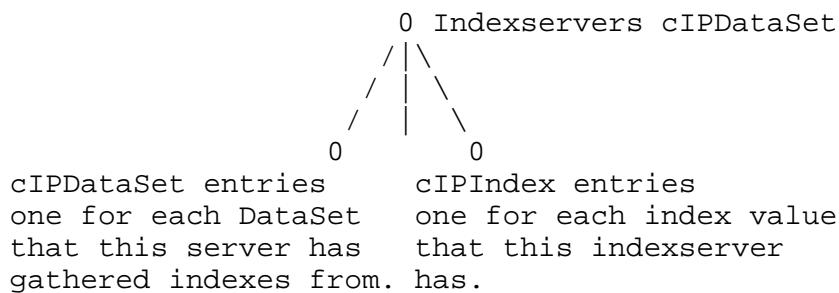 0 Indexservers cIPDataSet
/|\
/ | \
/ | \
0 0
cIPDataSet entries cIPIndex entries
one for each DataSet one for each index value
that this server has that this indexserver
gathered indexes from. has.